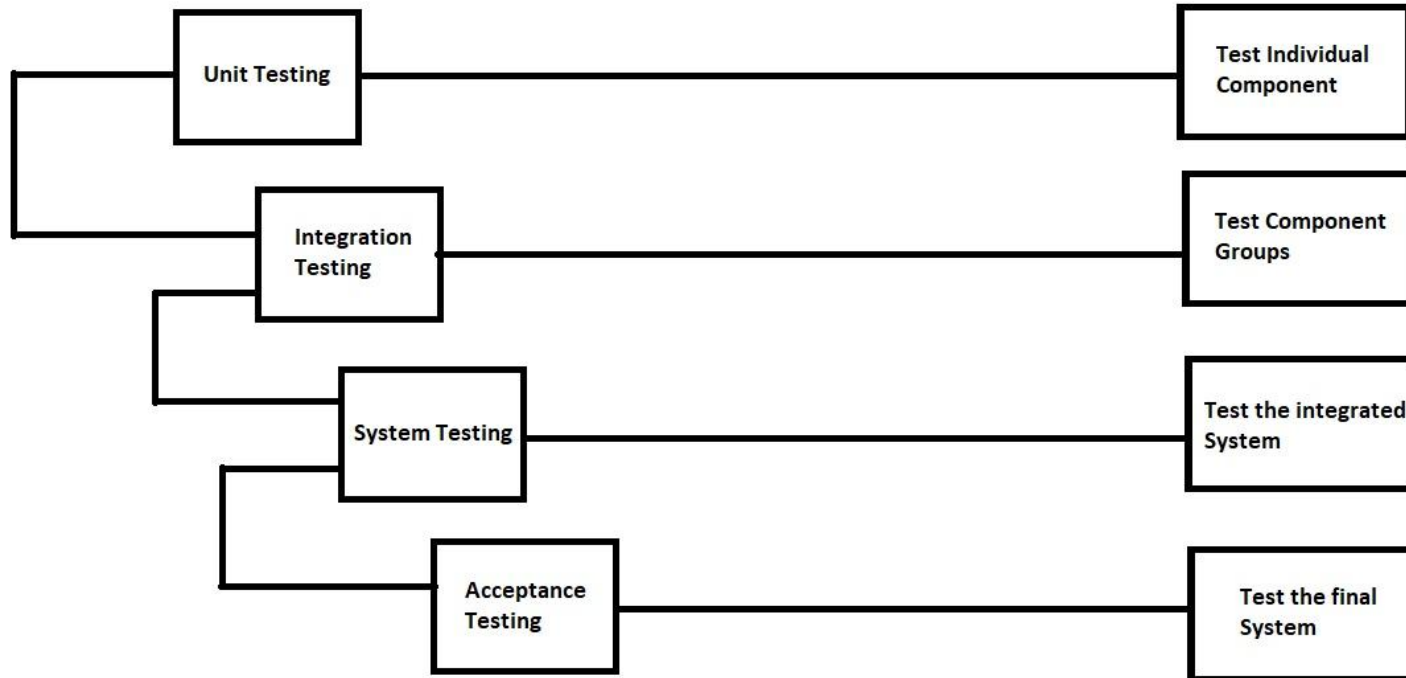 Unit Testing
Test Individual
Component
Integration
Testing
Test Component
Groups
System Testing
Test the integrated
System
Acceptance
Testing
Test the final
System